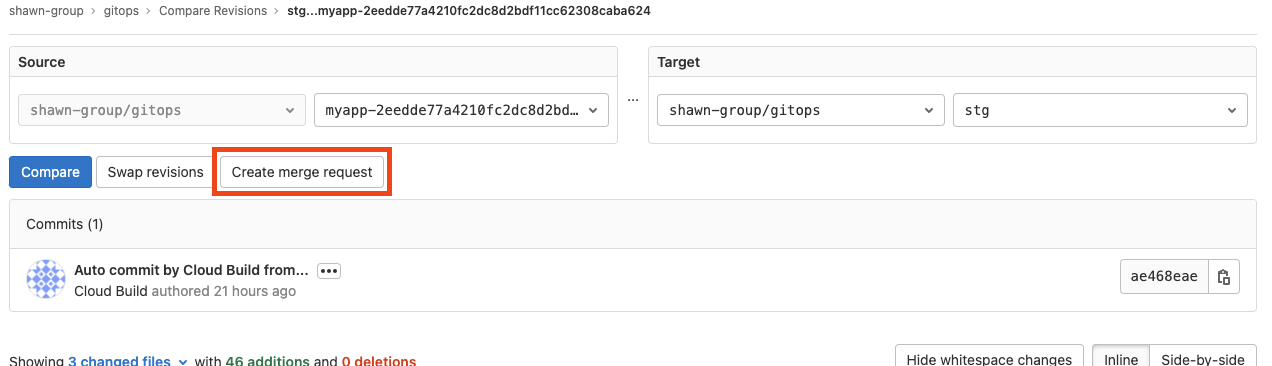 shawn-group > gitops > Compare Revisions > stg...myapp-2eedde77a4210fc2dc8d2bdf11cc62308caba624
Source
Target
shawn-group/gitops
myapp-2eedde77a4210fc2dc8d2bd…
...
shawn-group/gitops
stg
Compare
Swap revisions
Create merge request
Commits (1)
Auto commit by Cloud Build from...
Cloud Build authored 21 hours ago
ae468eae
Showing 3 changed files with 46 additions and 0 deletions
Hide whitespace changes
Inline
Side-by-side